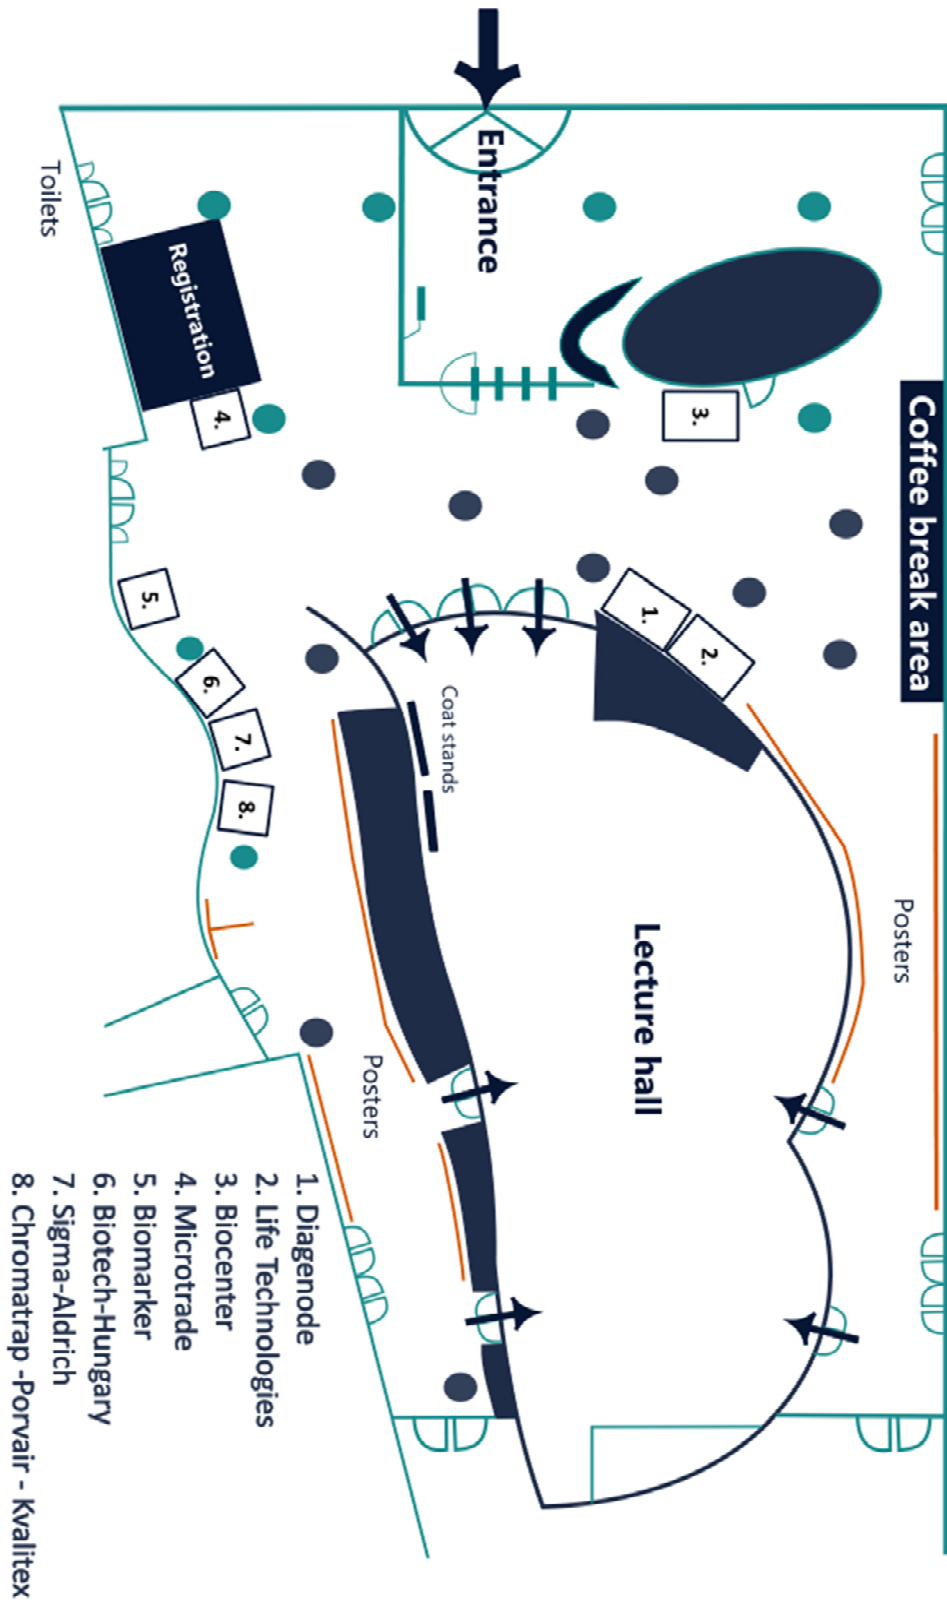 Coffee break area
Posters
3.
2.
1.
Lecture hall
Entrance
Coat stands
Posters
Registration
4.
8.
7.
6.
5.
Toilets
1. Diagenode
2. Life Technologies
3. Biocenter
4. Microtrade
5. Biomarker
6. Biotech-Hungary
7. Sigma-Aldrich
8. Chromatrap -Porvair - Kvalitex